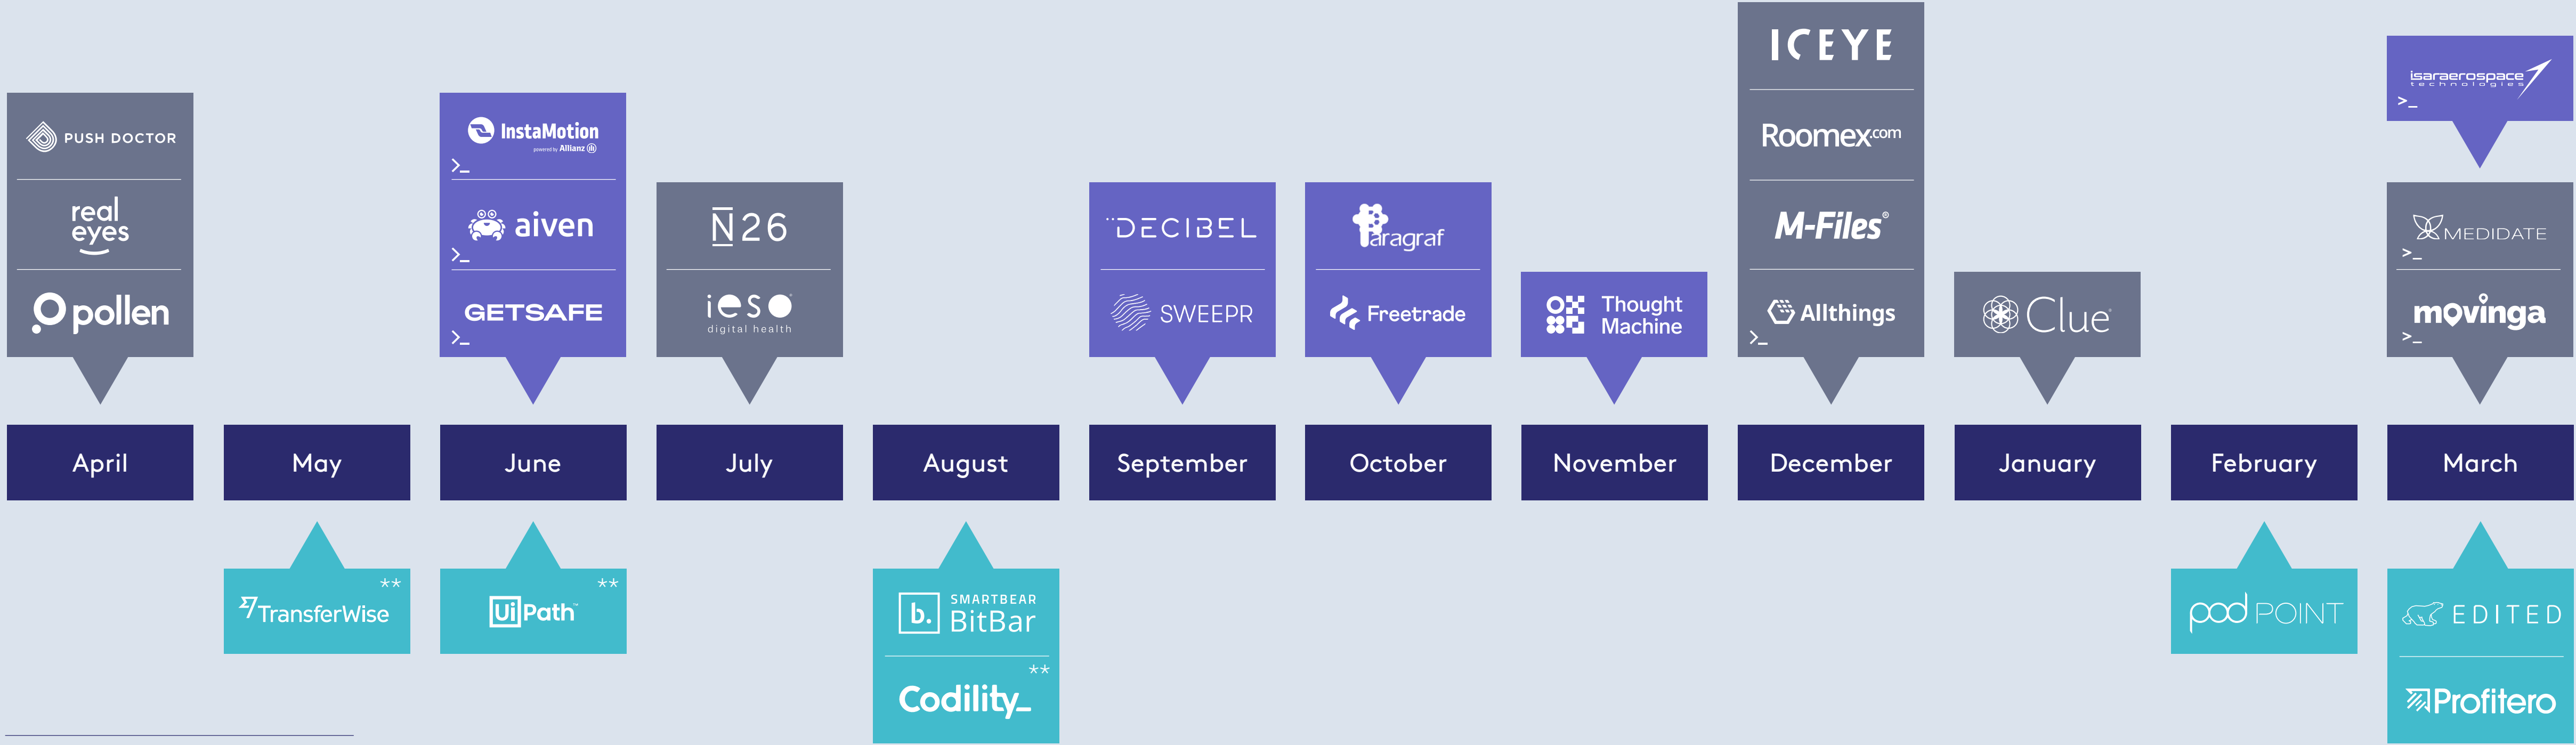 PUSH DOCTOR
real
eyes
pollen
InstaMotion
powered by Allianz
>_
aiven
>_
GETSAFE
>_
N26
ieso
digital health
DECIBEL
SWEEPR
Paragraf
Freetrade
Thought
Machine
ICEYE
Roomex.com
M-Files®
Allthings
>_
Clue®
isaraerospace
technologies
>_
MEDIDATE
>_
movinga
>_
April
May
June
July
August
September
October
November
December
January
February
March
**
TransferWise
**
UiPath™
b.
SMARTBEAR
BitBar
**
Codility_
pod POINT
EDITED
Profitero